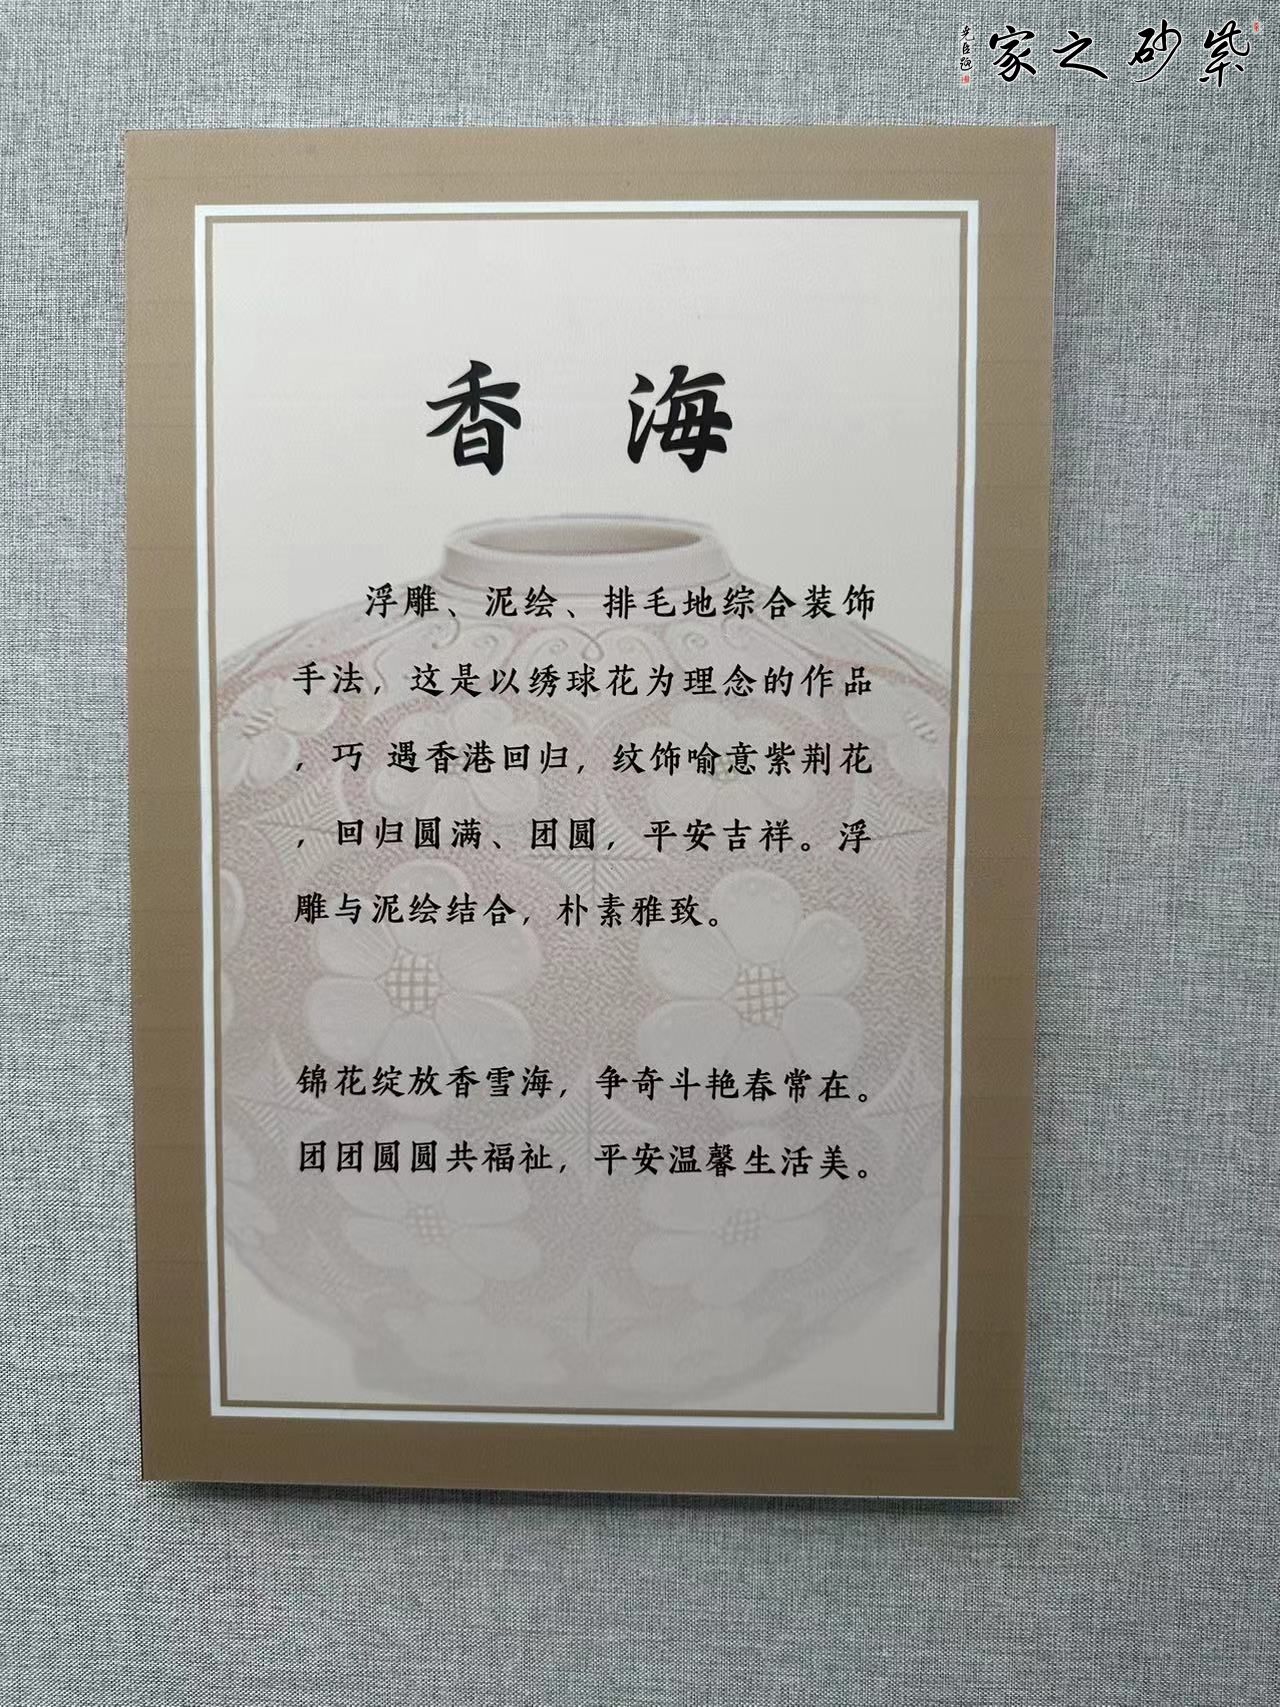 紫砂之家
香海
浮雕、泥绘、排毛地综合装饰
手法，这是以绣球花为理念的作品
，巧 遇香港回归，纹饰喻意紫荆花
，回归圆满、团圆，平安吉祥。浮
雕与泥绘结合，朴素雅致。
锦花绽放香雪海，争奇斗艳春常在。
团团圆圆共福祉，平安温馨生活美。